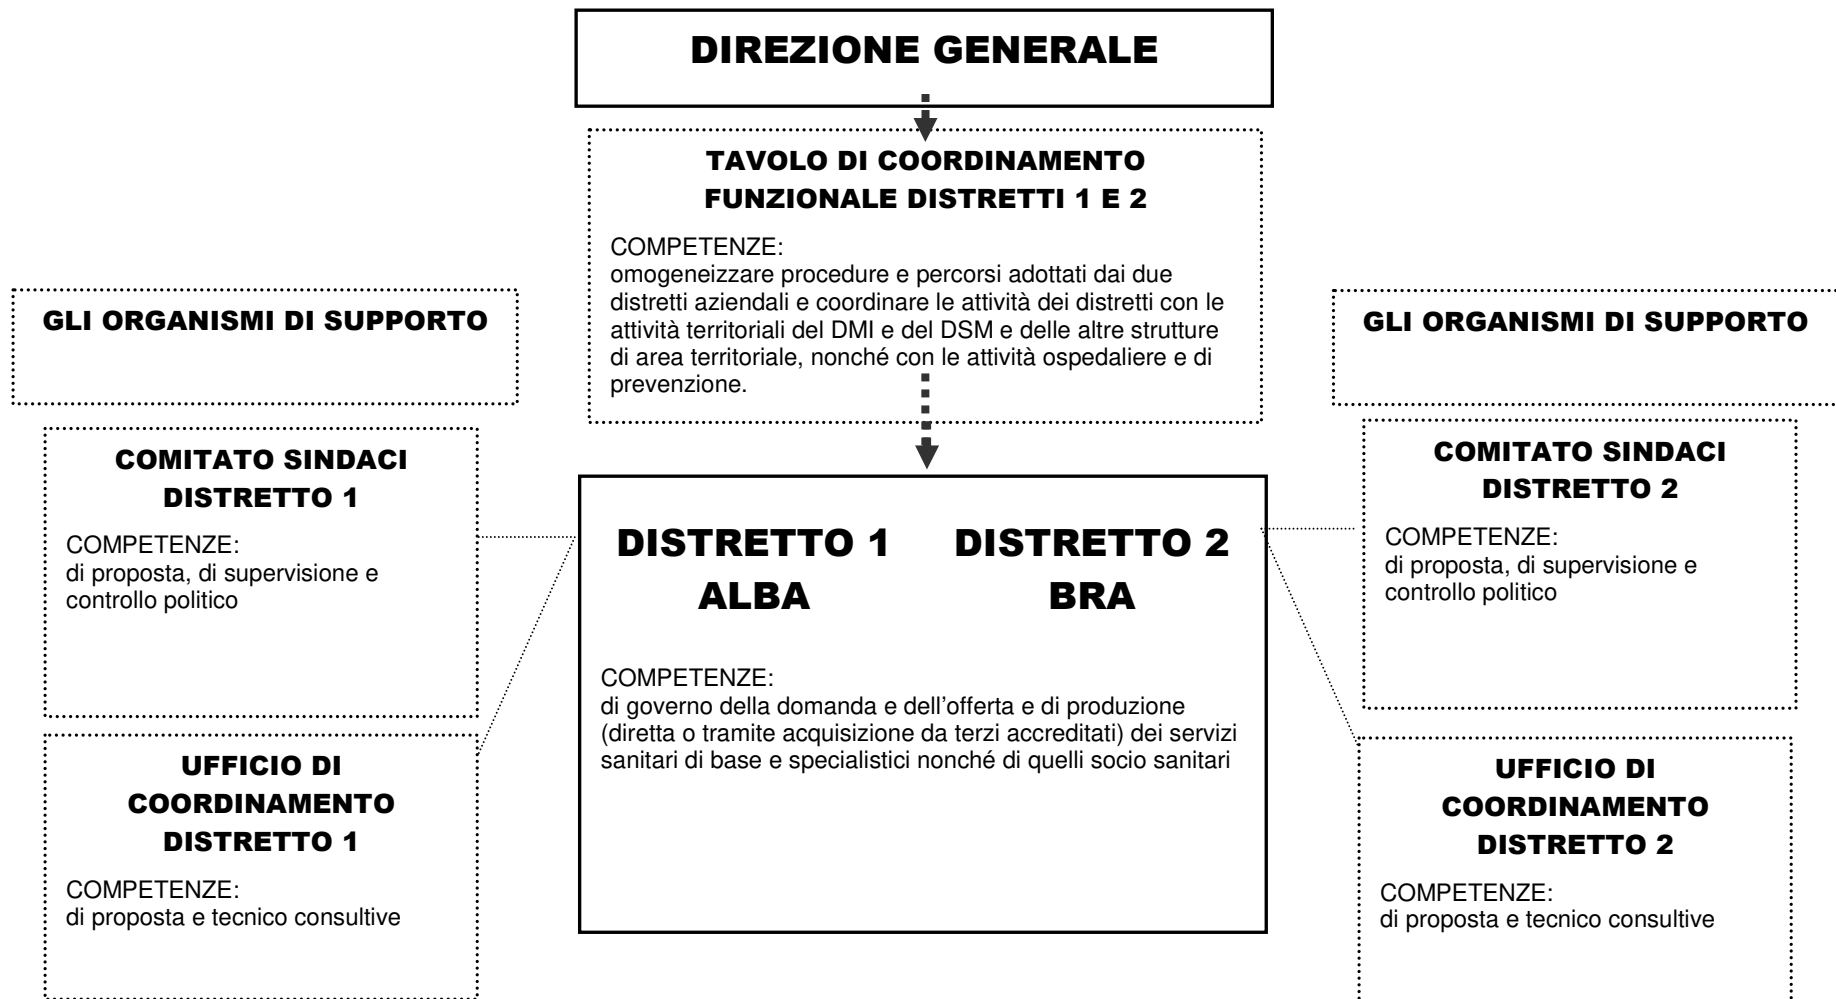 DIREZIONE GENERALE
TAVOLO DI COORDINAMENTO
FUNZIONALE DISTRETTI 1 E 2
COMPETENZE:
omogeneizzare procedure e percorsi adottati dai due
distretti aziendali e coordinare le attività dei distretti con le
attività territoriali del DMI e del DSM e delle altre strutture
di area territoriale, nonché con le attività ospedaliere e di
prevenzione.
GLI ORGANISMI DI SUPPORTO
COMITATO SINDACI
DISTRETTO 1
COMPETENZE:
di proposta, di supervisione e
controllo politico
UFFICIO DI
COORDINAMENTO
DISTRETTO 1
COMPETENZE:
di proposta e tecnico consultive
DISTRETTO 1
ALBA
DISTRETTO 2
BRA
COMPETENZE:
di governo della domanda e dell’offerta e di produzione
(diretta o tramite acquisizione da terzi accreditati) dei servizi
sanitari di base e specialistici nonché di quelli socio sanitari
GLI ORGANISMI DI SUPPORTO
COMITATO SINDACI
DISTRETTO 2
COMPETENZE:
di proposta, di supervisione e
controllo politico
UFFICIO DI
COORDINAMENTO
DISTRETTO 2
COMPETENZE:
di proposta e tecnico consultive